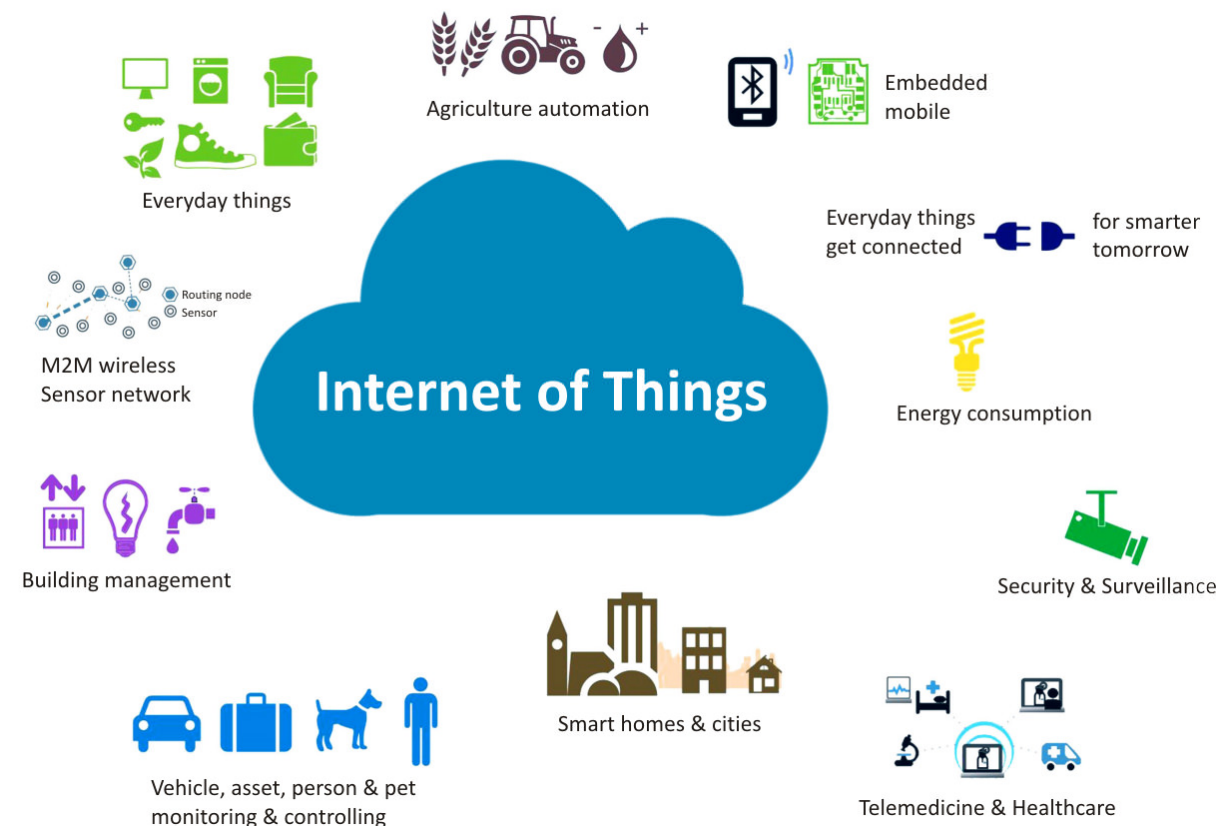 Agriculture automation
Embedded
mobile
Everyday things
Everyday things
get connected
for smarter
tomorrow
Routing node
Sensor
M2M wireless
Sensor network
Internet of Things
Energy consumption
Building management
Security & Surveillance
Smart homes & cities
Vehicle, asset, person & pet
monitoring & controlling
Telemedicine & Healthcare